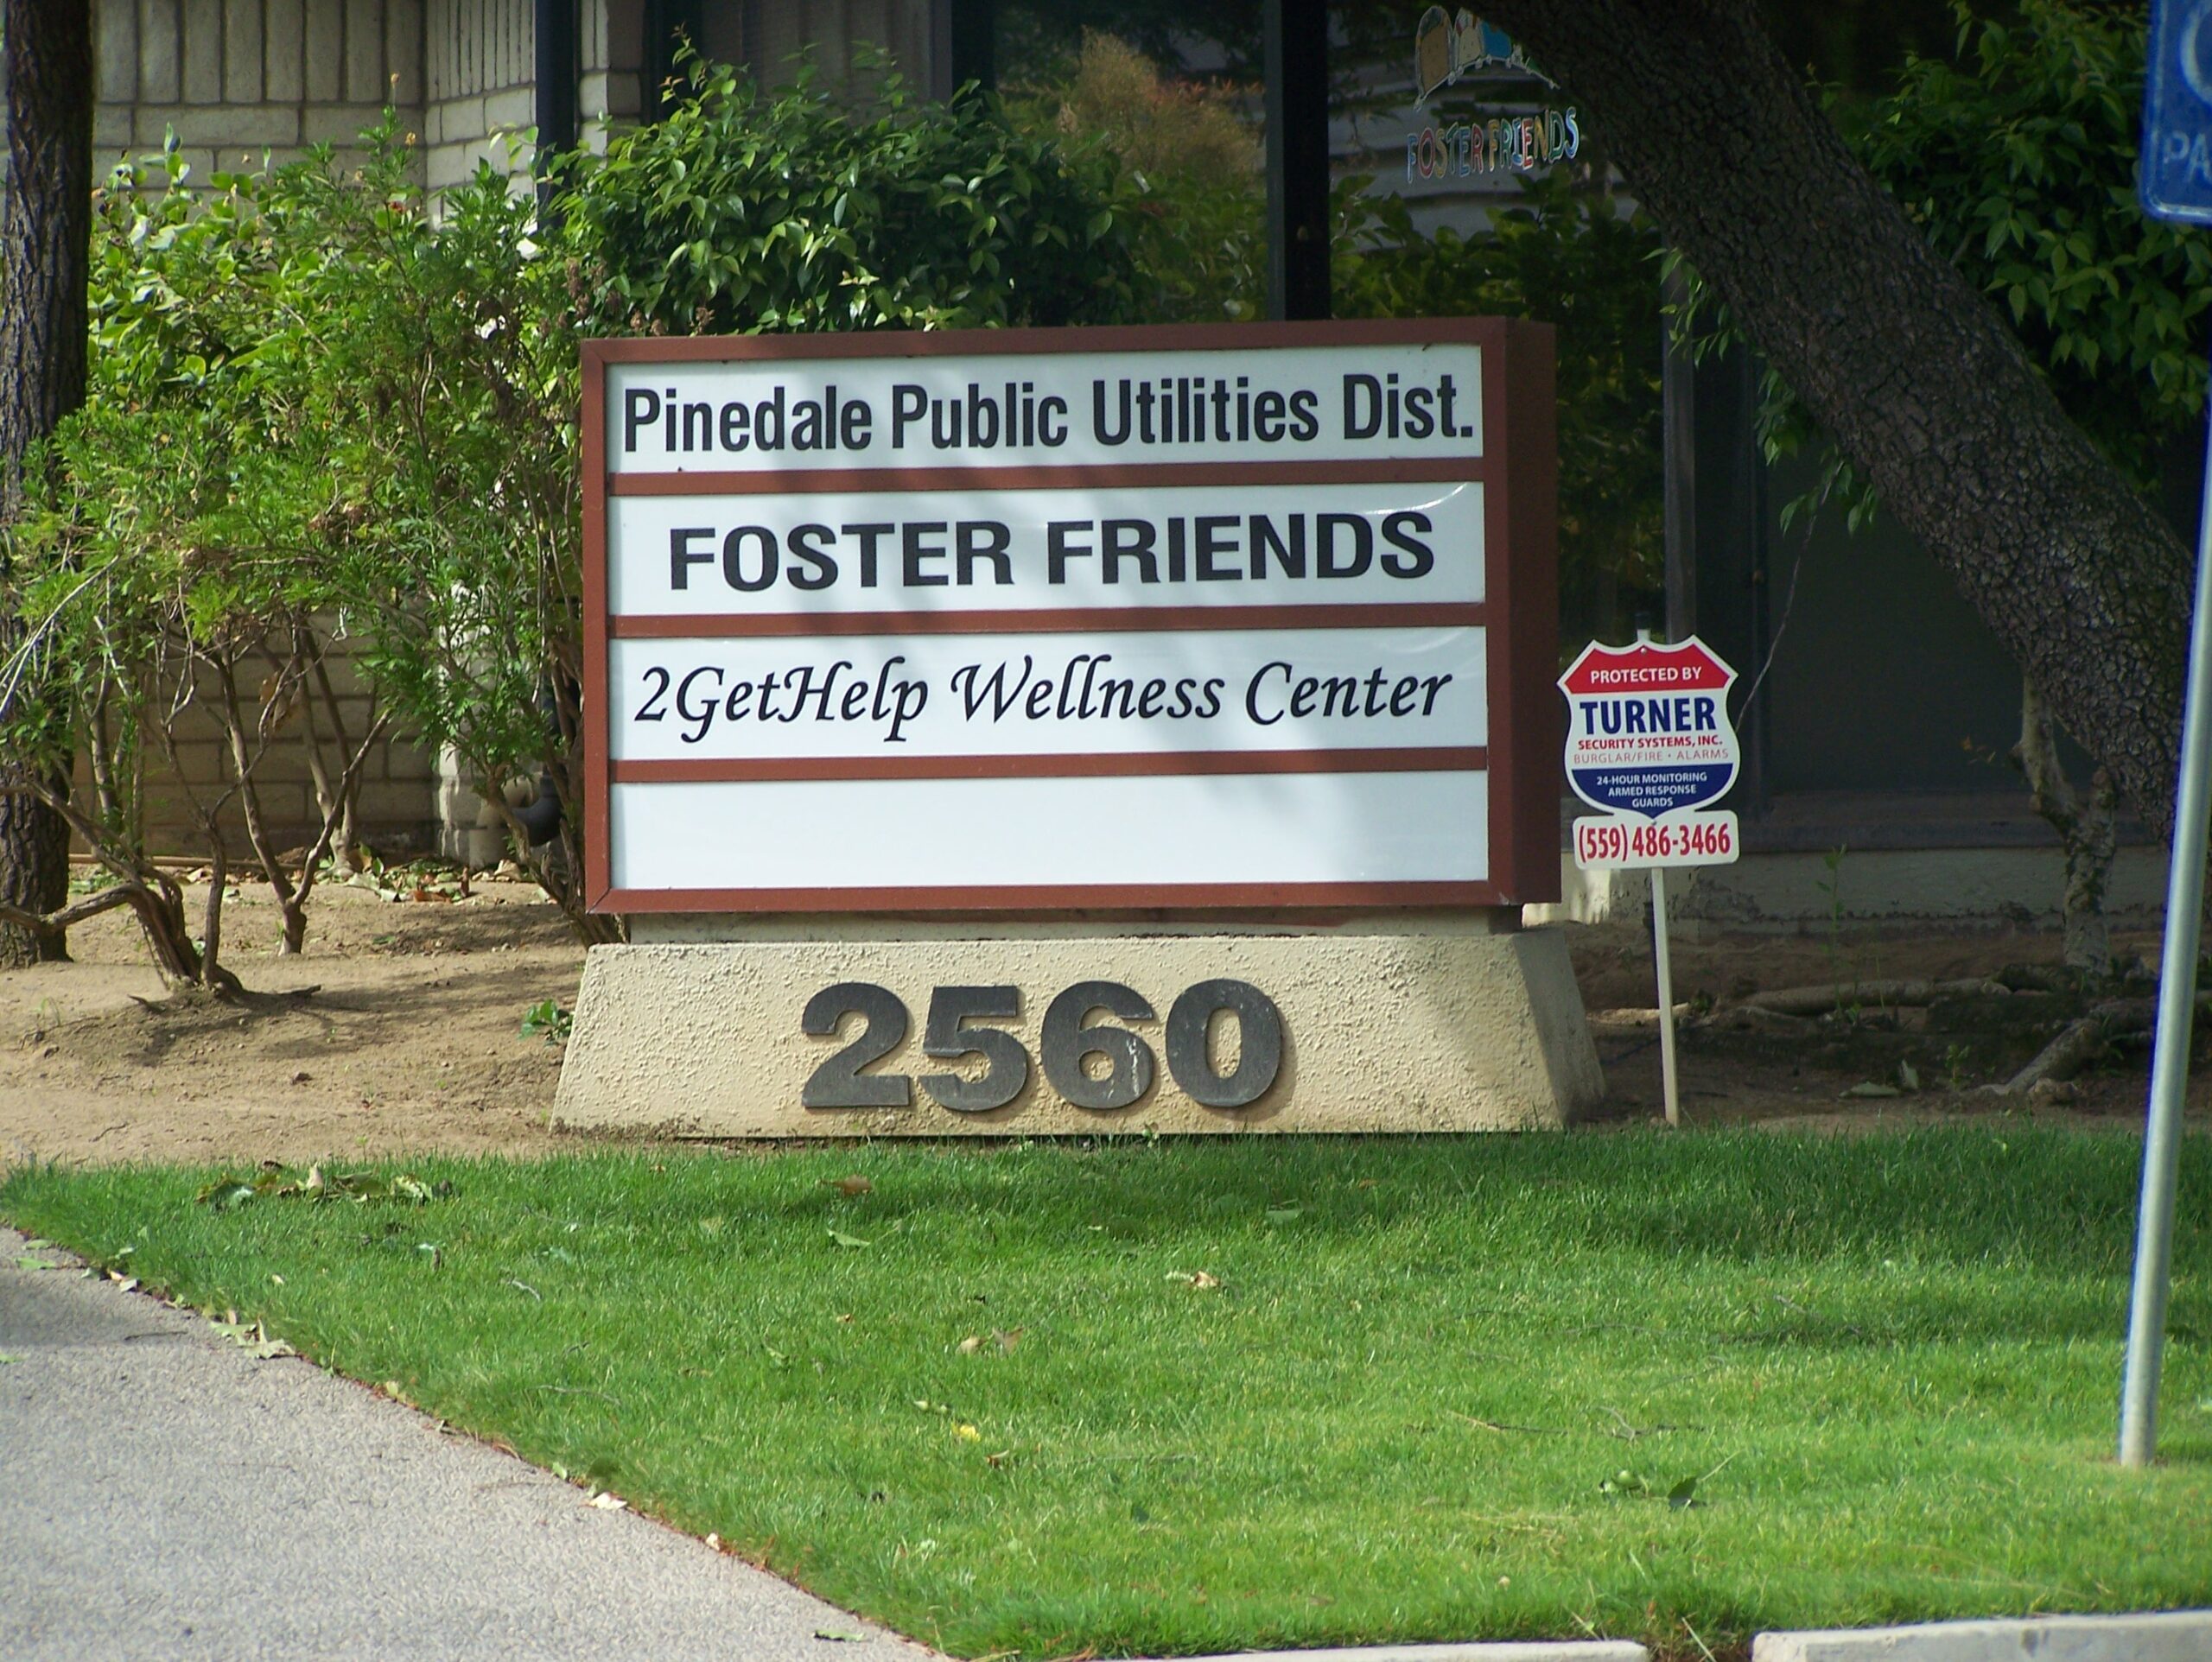 FOSTER FRIENDS
Pinedale Public Utilities Dist.
FOSTER FRIENDS
2GetHelp Wellness Center
2560
PROTECTED BY
TURNER
SECURITY SYSTEMS, INC.
BURGLAR/FIRE • ALARMS
24-HOUR MONITORING
ARMED RESPONSE
GUARDS
(559) 486-3466